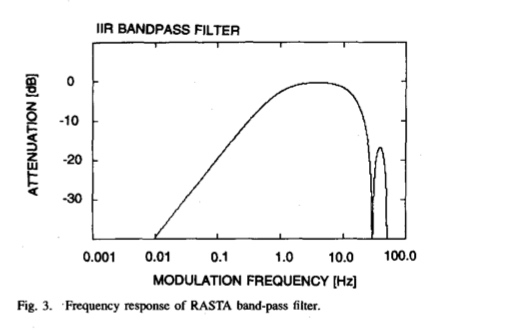 IIR BANDPASS FILTER
ATTENUATION [dB]
0
-10
-20
-30
0.001 0.01 0.1 1.0 10.0 100.0
MODULATION FREQUENCY [Hz]
Fig. 3. Frequency response of RASTA band-pass filter.